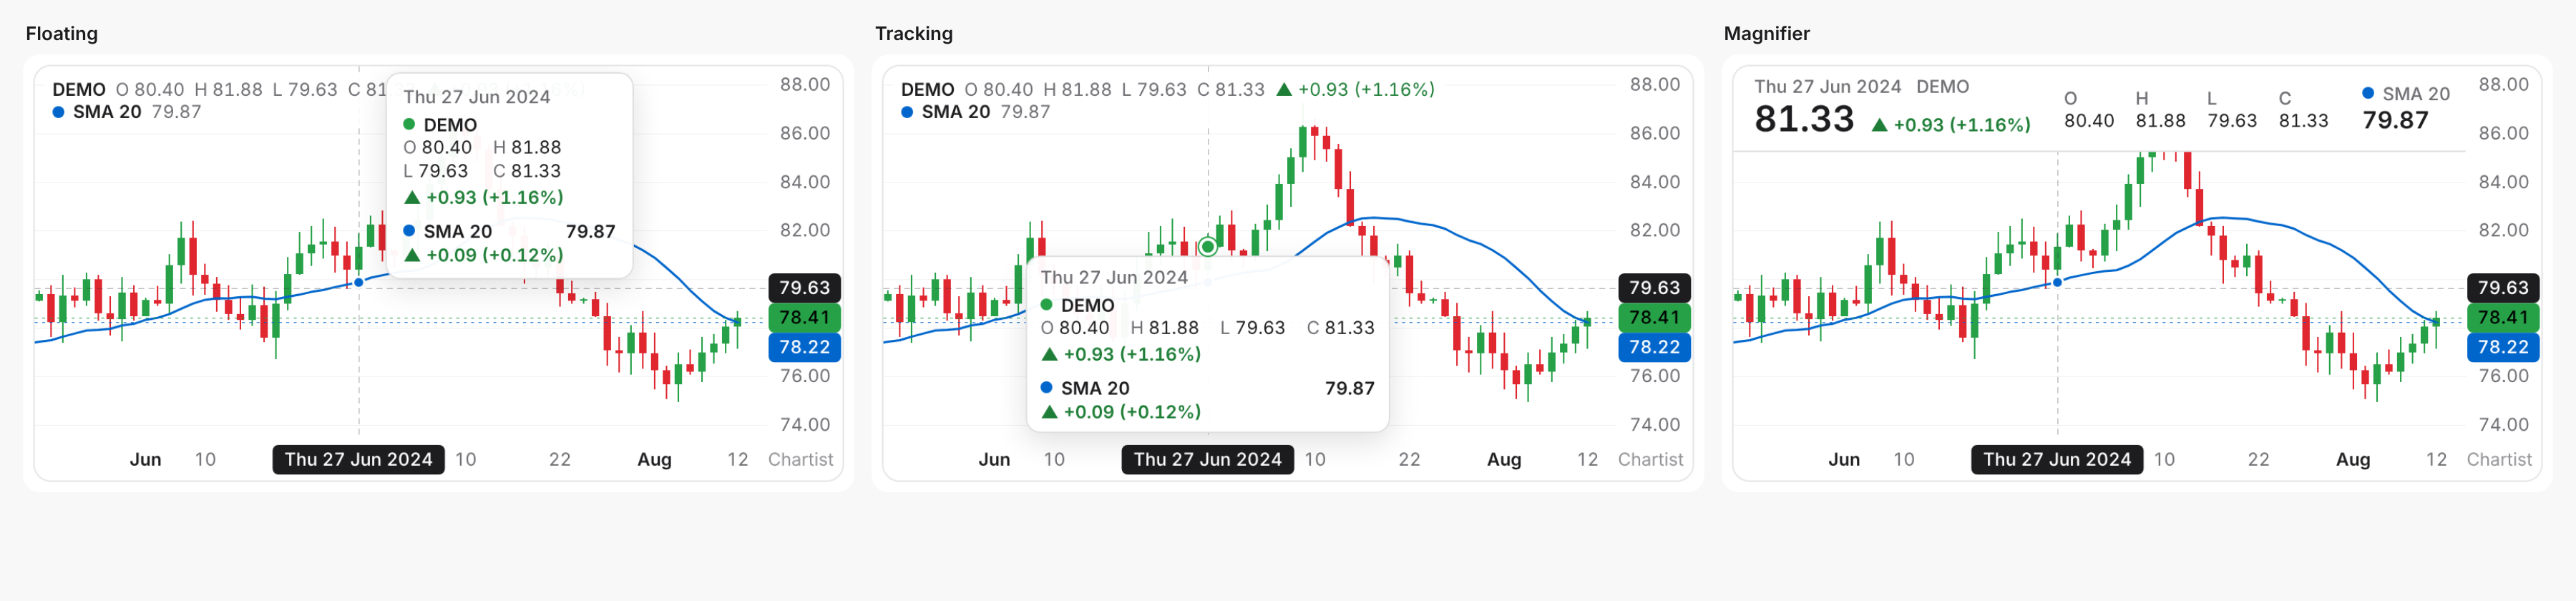 Floating
DEMO O 80.40 H 81.88 L 79.63 C 81
SMA 20 79.87
Thu 27 Jun 2024
DEMO
O 80.40 H 81.88
L 79.63 C 81.33
▲ +0.93 (+1.16%)
SMA 20 79.87
▲ +0.09 (+0.12%)
88.00
86.00
84.00
82.00
79.63
78.41
78.22
76.00
74.00
Jun 10 Thu 27 Jun 2024 10 22 Aug 12 Chartist
Tracking
DEMO O 80.40 H 81.88 L 79.63 C 81.33 ▲ +0.93 (+1.16%)
SMA 20 79.87
Thu 27 Jun 2024
DEMO
O 80.40 H 81.88 L 79.63 C 81.33
▲ +0.93 (+1.16%)
SMA 20 79.87
▲ +0.09 (+0.12%)
88.00
86.00
84.00
82.00
79.63
78.41
78.22
76.00
74.00
Jun 10 Thu 27 Jun 2024 10 22 Aug 12 Chartist
Magnifier
Thu 27 Jun 2024 DEMO
81.33 ▲ +0.93 (+1.16%)
O H L C
80.40 81.88 79.63 81.33
SMA 20
79.87
88.00
86.00
84.00
82.00
79.63
78.41
78.22
76.00
74.00
Jun 10 Thu 27 Jun 2024 10 22 Aug 12 Chartist